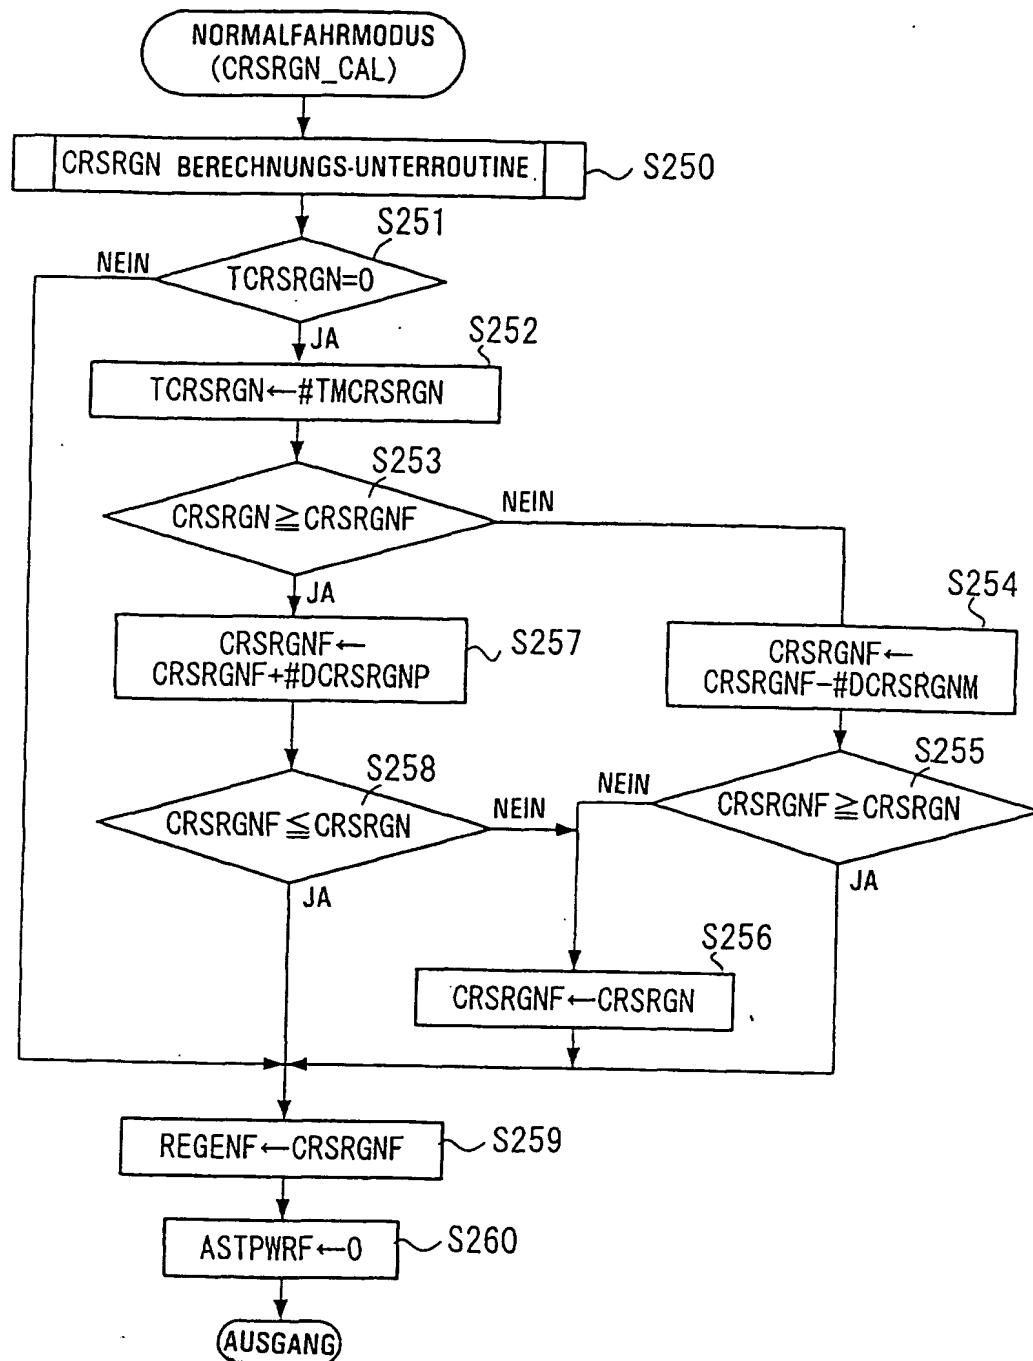 NORMALFAHRMODUS
(CRSRGN_CAL)
CRSRGN BERECHNUNGS-UNTERROUTINE
S250
S251
NEIN
TCRSRGN=0
JA
S252
TCRSRGN←#TMCRSRGN
S253
CRSRGN≧CRSRGNF
NEIN
JA
S254
CRSRGNF←
CRSRGNF+#DCRSRGNP
S257
CRSRGNF←
CRSRGNF−#DCRSRGNM
S258
CRSRGNF≦CRSRGN
NEIN
JA
S255
NEIN
CRSRGNF≧CRSRGN
JA
S256
CRSRGNF←CRSRGN
REGENF←CRSRGNF
S259
ASTPWRF←0
S260
AUSGANG